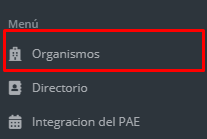 Menú
Organismos
Directorio
Integracion del PAE